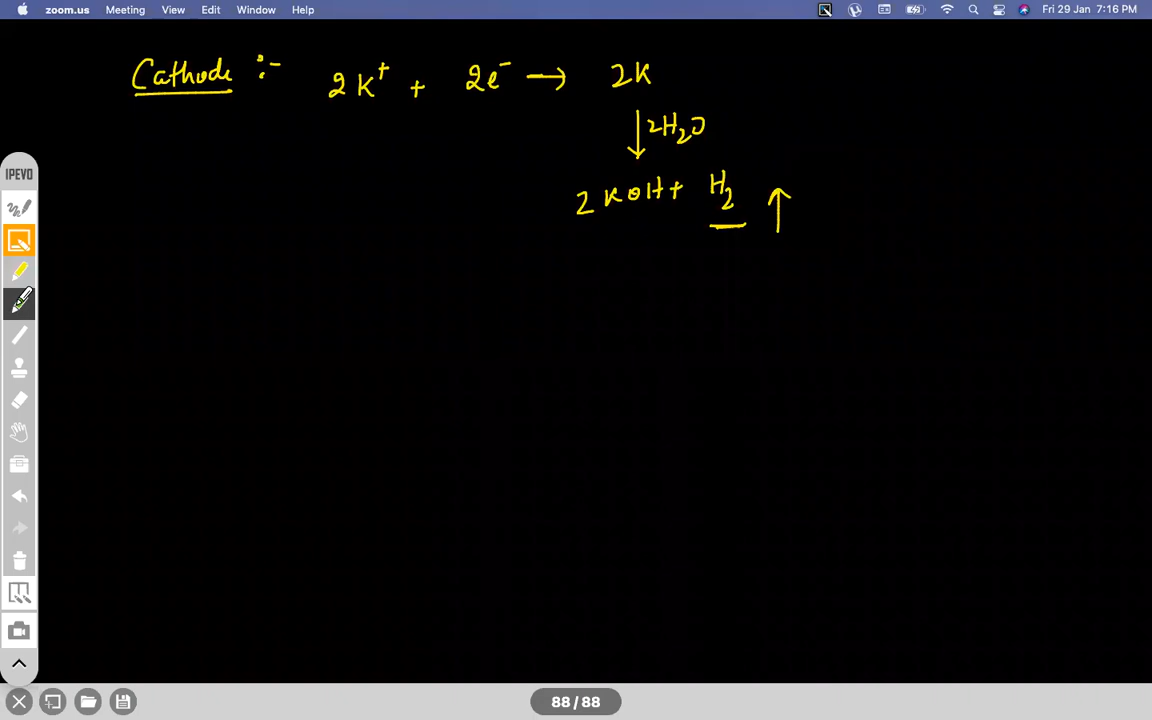 zoom.us Meeting View Edit Window Help Fri 29 Jan 7:16 PM
Cathode :- 2K⁺ + 2e⁻ → 2K
↓ 2H₂O
2KOH + H₂ ↑
IPEVO
88 / 88